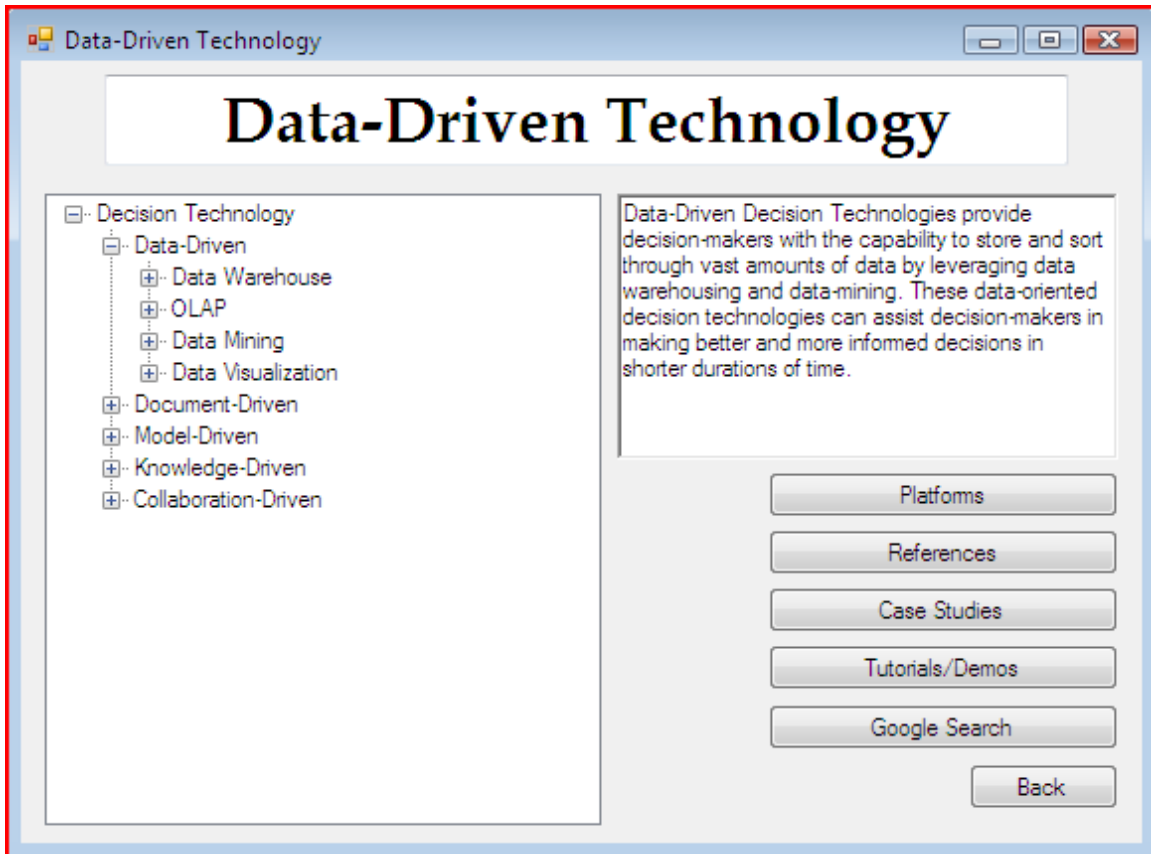 Data-Driven Technology
Data-Driven Technology
Decision Technology
Data-Driven
Data Warehouse
OLAP
Data Mining
Data Visualization
Document-Driven
Model-Driven
Knowledge-Driven
Collaboration-Driven
Data-Driven Decision Technologies provide
decision-makers with the capability to store and sort
through vast amounts of data by leveraging data
warehousing and data-mining. These data-oriented
decision technologies can assist decision-makers in
making better and more informed decisions in
shorter durations of time.
Platforms
References
Case Studies
Tutorials/Demos
Google Search
Back